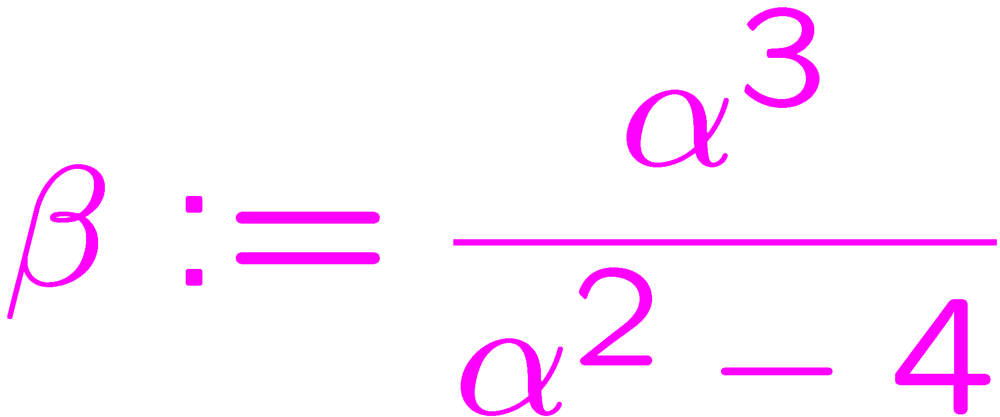 β := α³ / (α² − 4)